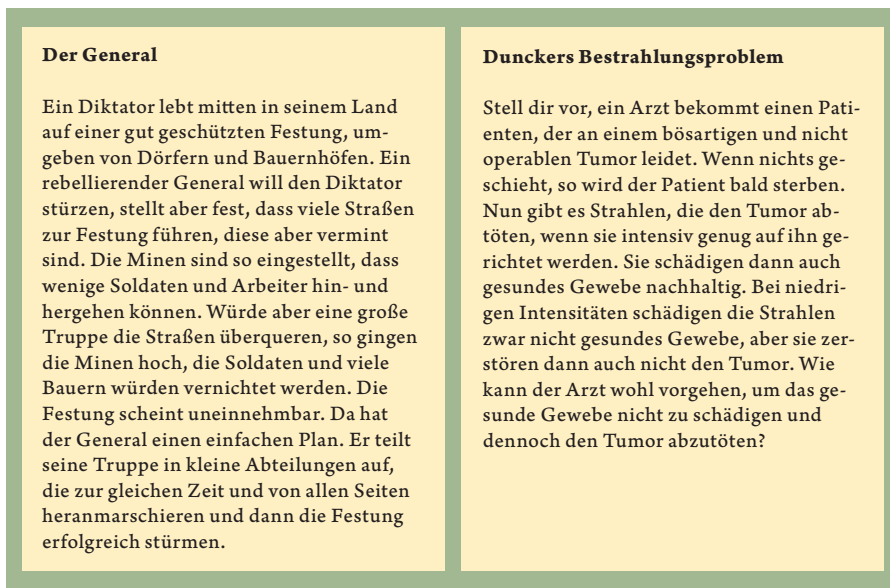 Der General
Ein Diktator lebt mitten in seinem Land
auf einer gut geschützten Festung, um-
geben von Dörfern und Bauernhöfen. Ein
rebellierender General will den Diktator
stürzen, stellt aber fest, dass viele Straßen
zur Festung führen, diese aber vermint
sind. Die Minen sind so eingestellt, dass
wenige Soldaten und Arbeiter hin- und
hergehen können. Würde aber eine große
Truppe die Straßen überqueren, so gingen
die Minen hoch, die Soldaten und viele
Bauern würden vernichtet werden. Die
Festung scheint uneinnehmbar. Da hat
der General einen einfachen Plan. Er teilt
seine Truppe in kleine Abteilungen auf,
die zur gleichen Zeit und von allen Seiten
heranmarschieren und dann die Festung
erfolgreich stürmen.
Dunckers Bestrahlungsproblem
Stell dir vor, ein Arzt bekommt einen Pati-
enten, der an einem bösartigen und nicht
operablen Tumor leidet. Wenn nichts ge-
schieht, so wird der Patient bald sterben.
Nun gibt es Strahlen, die den Tumor ab-
töten, wenn sie intensiv genug auf ihn ge-
richtet werden. Sie schädigen dann auch
gesundes Gewebe nachhaltig. Bei niedri-
gen Intensitäten schädigen die Strahlen
zwar nicht gesundes Gewebe, aber sie zer-
stören dann auch nicht den Tumor. Wie
kann der Arzt wohl vorgehen, um das ge-
sunde Gewebe nicht zu schädigen und
dennoch den Tumor abzutöten?